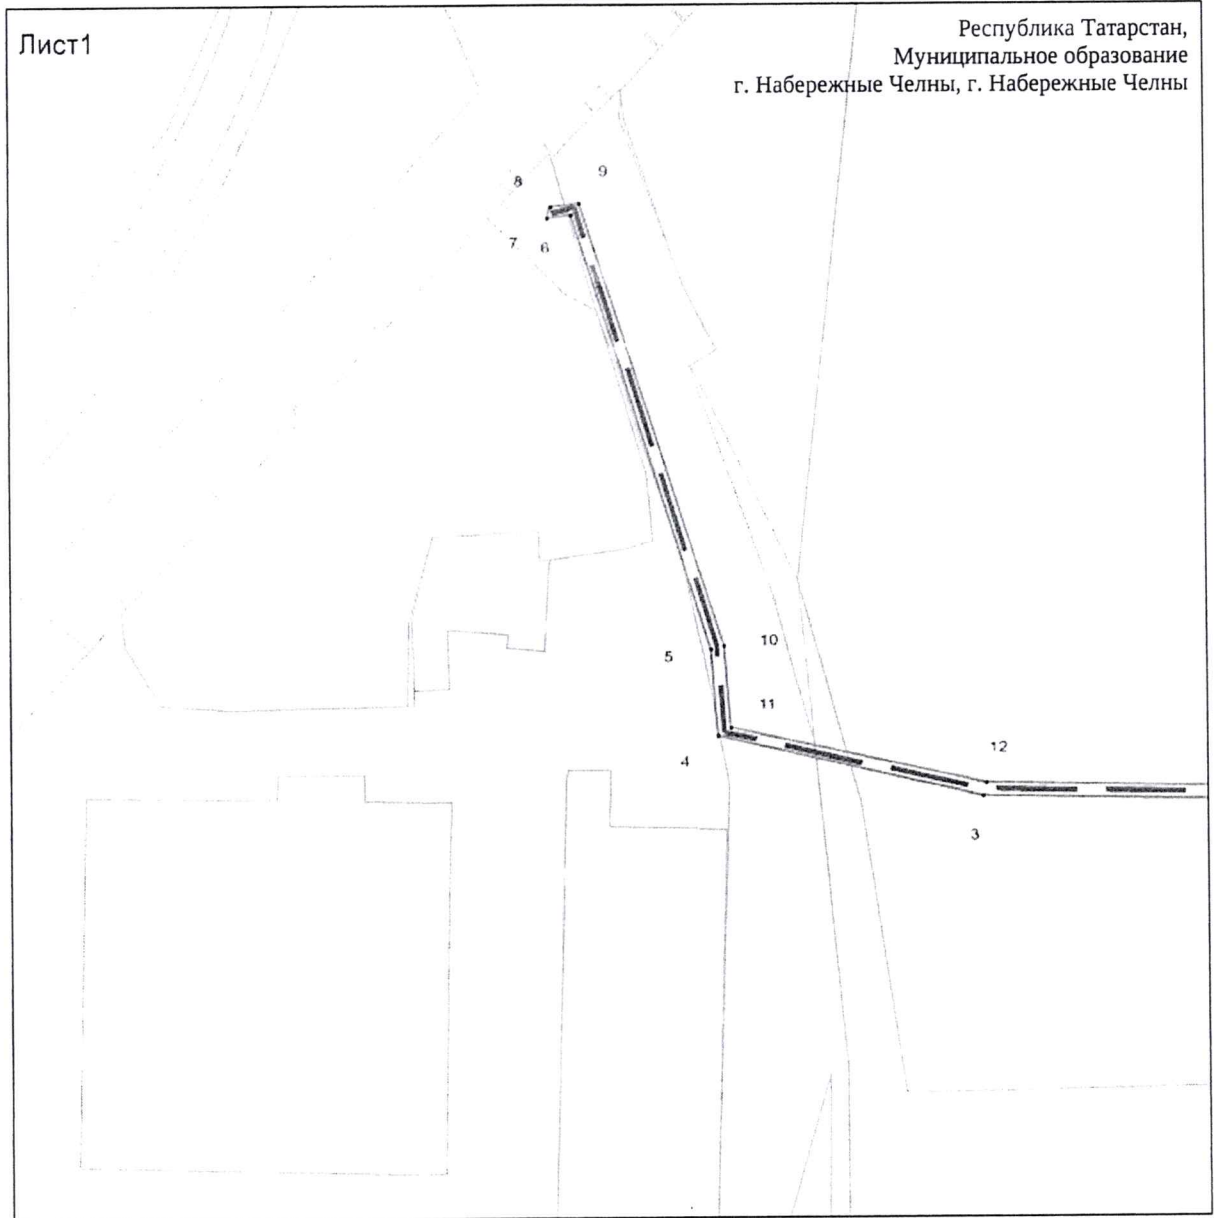 Лист1
Республика Татарстан,
Муниципальное образование
г. Набережные Челны, г. Набережные Челны
8
9
7
6
5
10
11
4
12
3